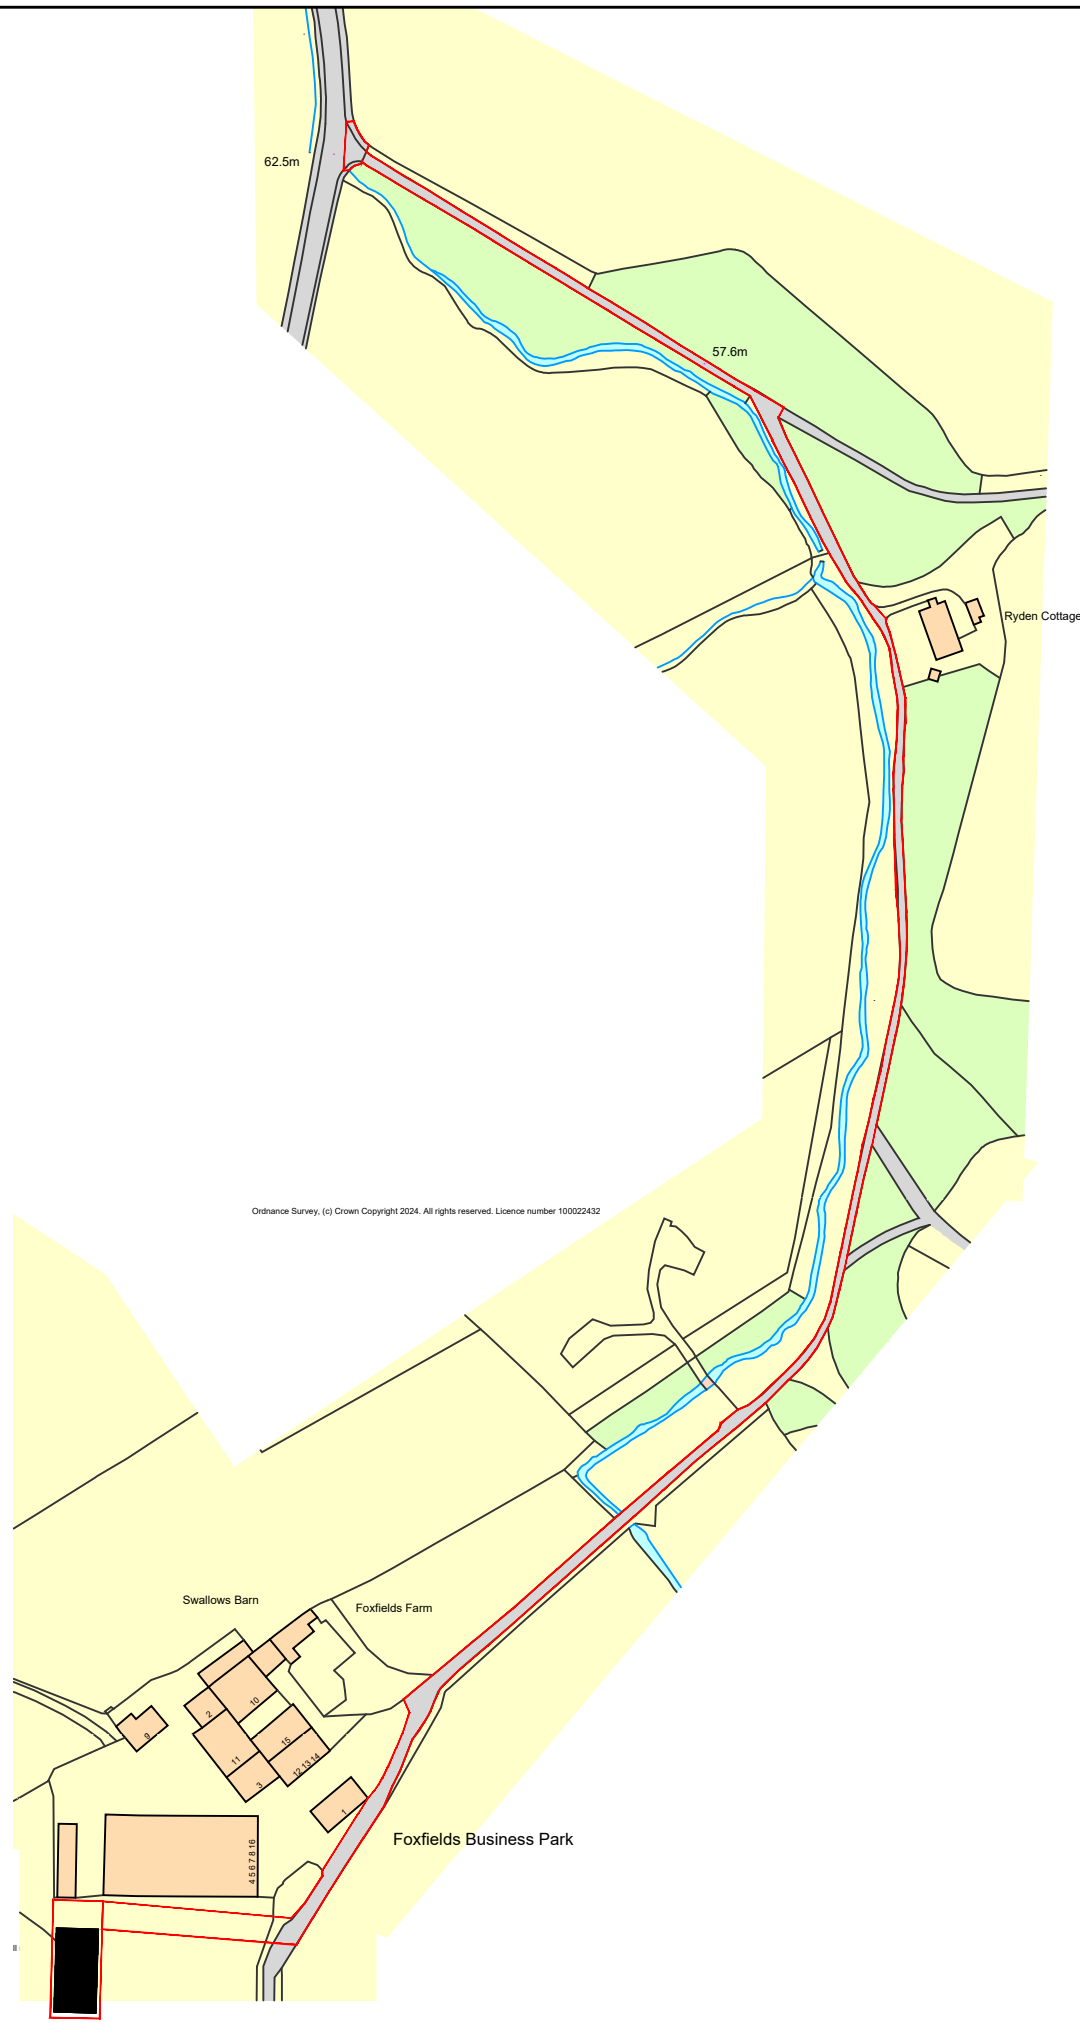 62.5m
57.6m
Ryden Cottage
Ordnance Survey, (c) Crown Copyright 2024. All rights reserved. Licence number 100022432
Swallows Barn
Foxfields Farm
10
2
9
15
11
12 13 14
3
1
Foxfields Business Park
4 5 6 7 8 16